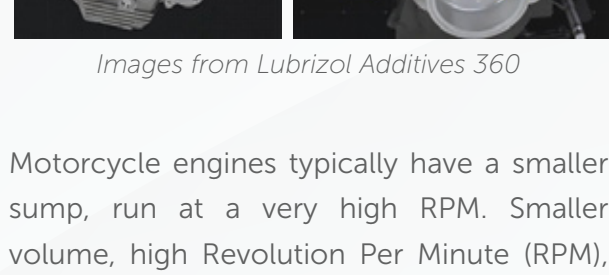 Images from Lubrizol Additives 360
Motorcycle engines typically have a smaller
sump, run at a very high RPM. Smaller
volume, high Revolution Per Minute (RPM),